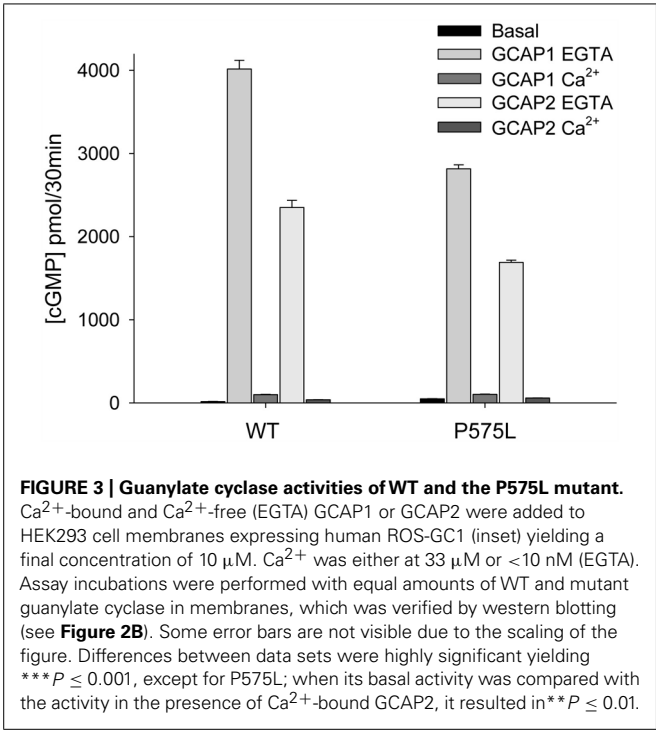 Basal
GCAP1 EGTA
GCAP1 Ca²⁺
GCAP2 EGTA
GCAP2 Ca²⁺
[cGMP] pmol/30min
4000
3000
2000
1000
0
WT
P575L
FIGURE 3 | Guanylate cyclase activities of WT and the P575L mutant.
Ca²⁺-bound and Ca²⁺-free (EGTA) GCAP1 or GCAP2 were added to
HEK293 cell membranes expressing human ROS-GC1 (inset) yielding a
final concentration of 10 μM. Ca²⁺ was either at 33 μM or <10 nM (EGTA).
Assay incubations were performed with equal amounts of WT and mutant
guanylate cyclase in membranes, which was verified by western blotting
(see Figure 2B). Some error bars are not visible due to the scaling of the
figure. Differences between data sets were highly significant yielding
***P ≤ 0.001, except for P575L; when its basal activity was compared with
the activity in the presence of Ca²⁺-bound GCAP2, it resulted in**P ≤ 0.01.